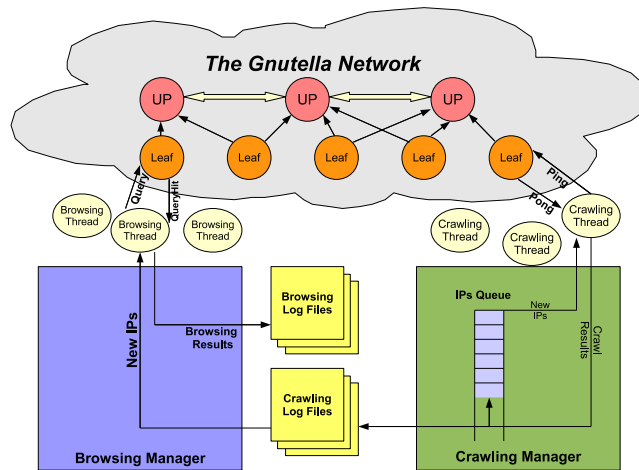 The Gnutella Network
UP
UP
UP
Leaf
Leaf
Leaf
Leaf
Leaf
Query
QueryHit
Ping
Pong
Browsing
Thread
Browsing
Thread
Browsing
Thread
Crawling
Thread
Crawling
Thread
Crawling
Thread
New IPs
Browsing
Results
Browsing
Log Files
Crawling
Log Files
IPs Queue
New
IPs
Crawl
Results
Browsing Manager
Crawling Manager